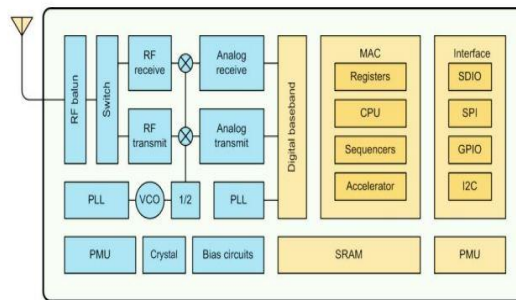 RF balun
Switch
RF
receive
Analog
receive
RF
transmit
Analog
transmit
PLL
VCO
1/2
PLL
Digital baseband
MAC
Registers
CPU
Sequencers
Accelerator
Interface
SDIO
SPI
GPIO
I2C
PMU
Crystal
Bias circuits
SRAM
PMU